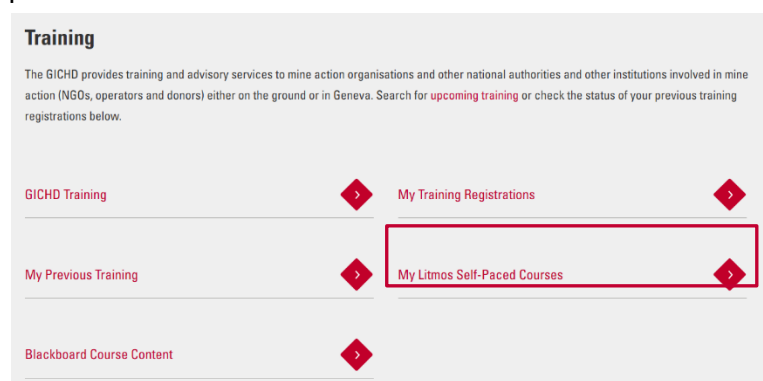 Training
The GICHD provides training and advisory services to mine action organisations and other national authorities and other institutions involved in mine
action (NGOs, operators and donors) either on the ground or in Geneva. Search for upcoming training or check the status of your previous training
registrations below.
GICHD Training
My Training Registrations
My Previous Training
My Litmos Self-Paced Courses
Blackboard Course Content